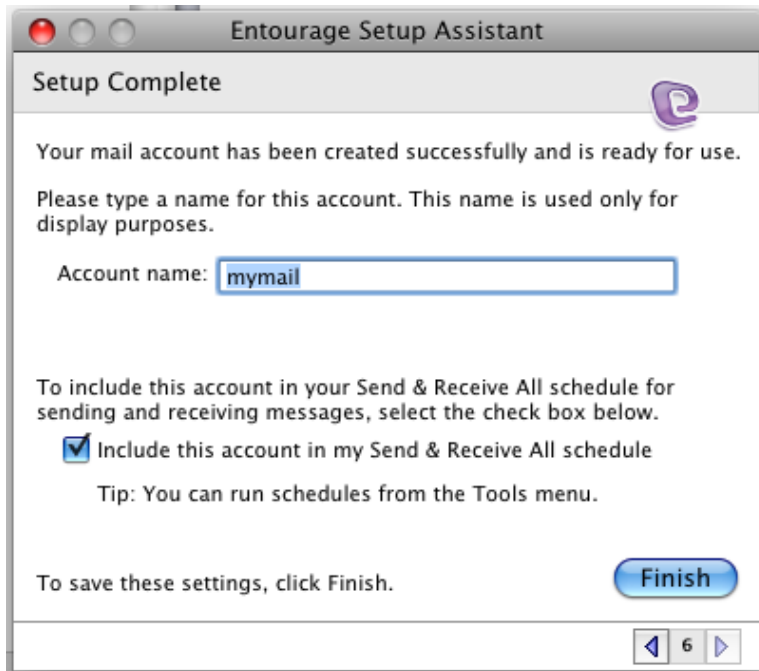 Entourage Setup Assistant
Setup Complete
Your mail account has been created successfully and is ready for use.
Please type a name for this account. This name is used only for
display purposes.
Account name: mymail
To include this account in your Send & Receive All schedule for
sending and receiving messages, select the check box below.
Include this account in my Send & Receive All schedule
Tip: You can run schedules from the Tools menu.
To save these settings, click Finish. Finish
6